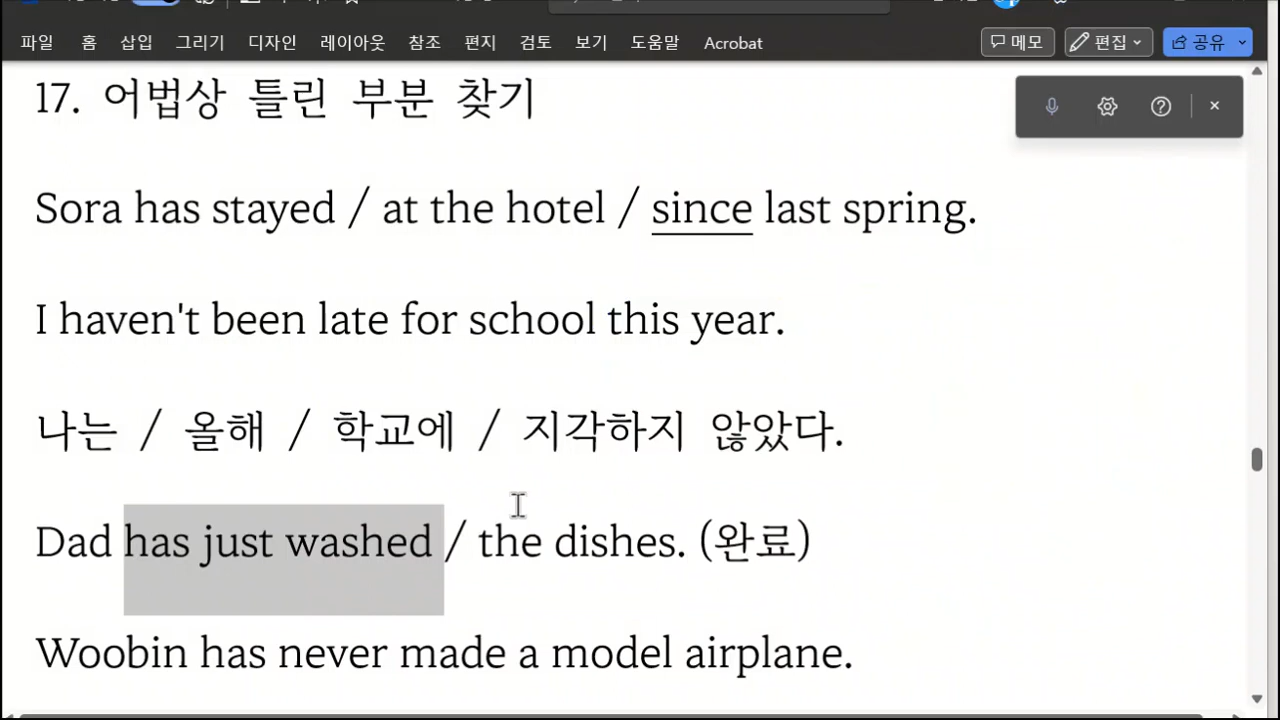 파일 홈 삽입 그리기 디자인 레이아웃 참조 편지 검토 보기 도움말 Acrobat 메모 편집 공유
17. 어법상 틀린 부분 찾기
Sora has stayed / at the hotel / since last spring.
I haven't been late for school this year.
나는 / 올해 / 학교에 / 지각하지 않았다.
Dad has just washed / the dishes. (완료)
Woobin has never made a model airplane.